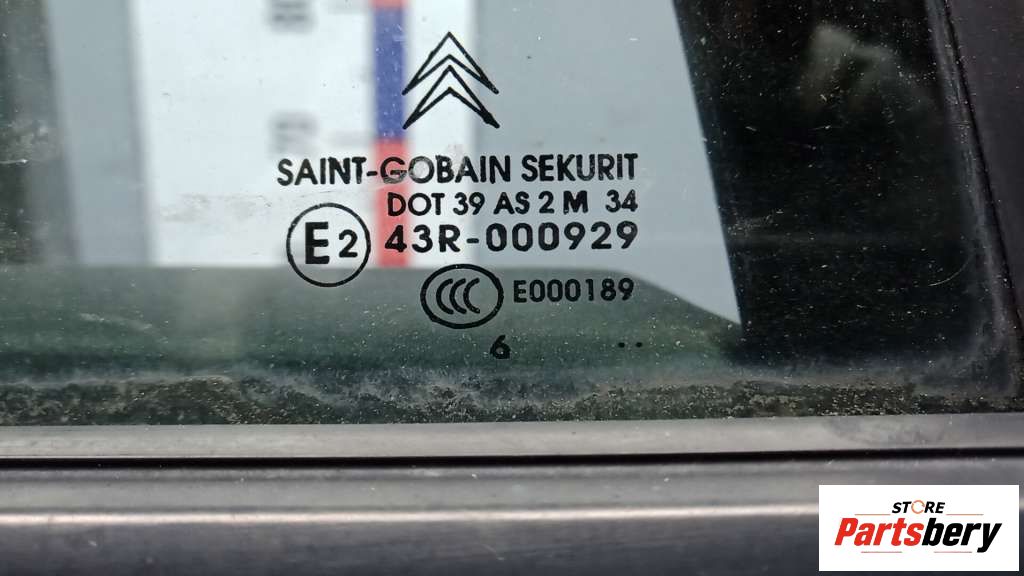 SAINT-GOBAIN SEKURIT
DOT 39 AS 2 M 34
E2 43R-000929
CCC E000189
6 ..
STORE
Partsbery